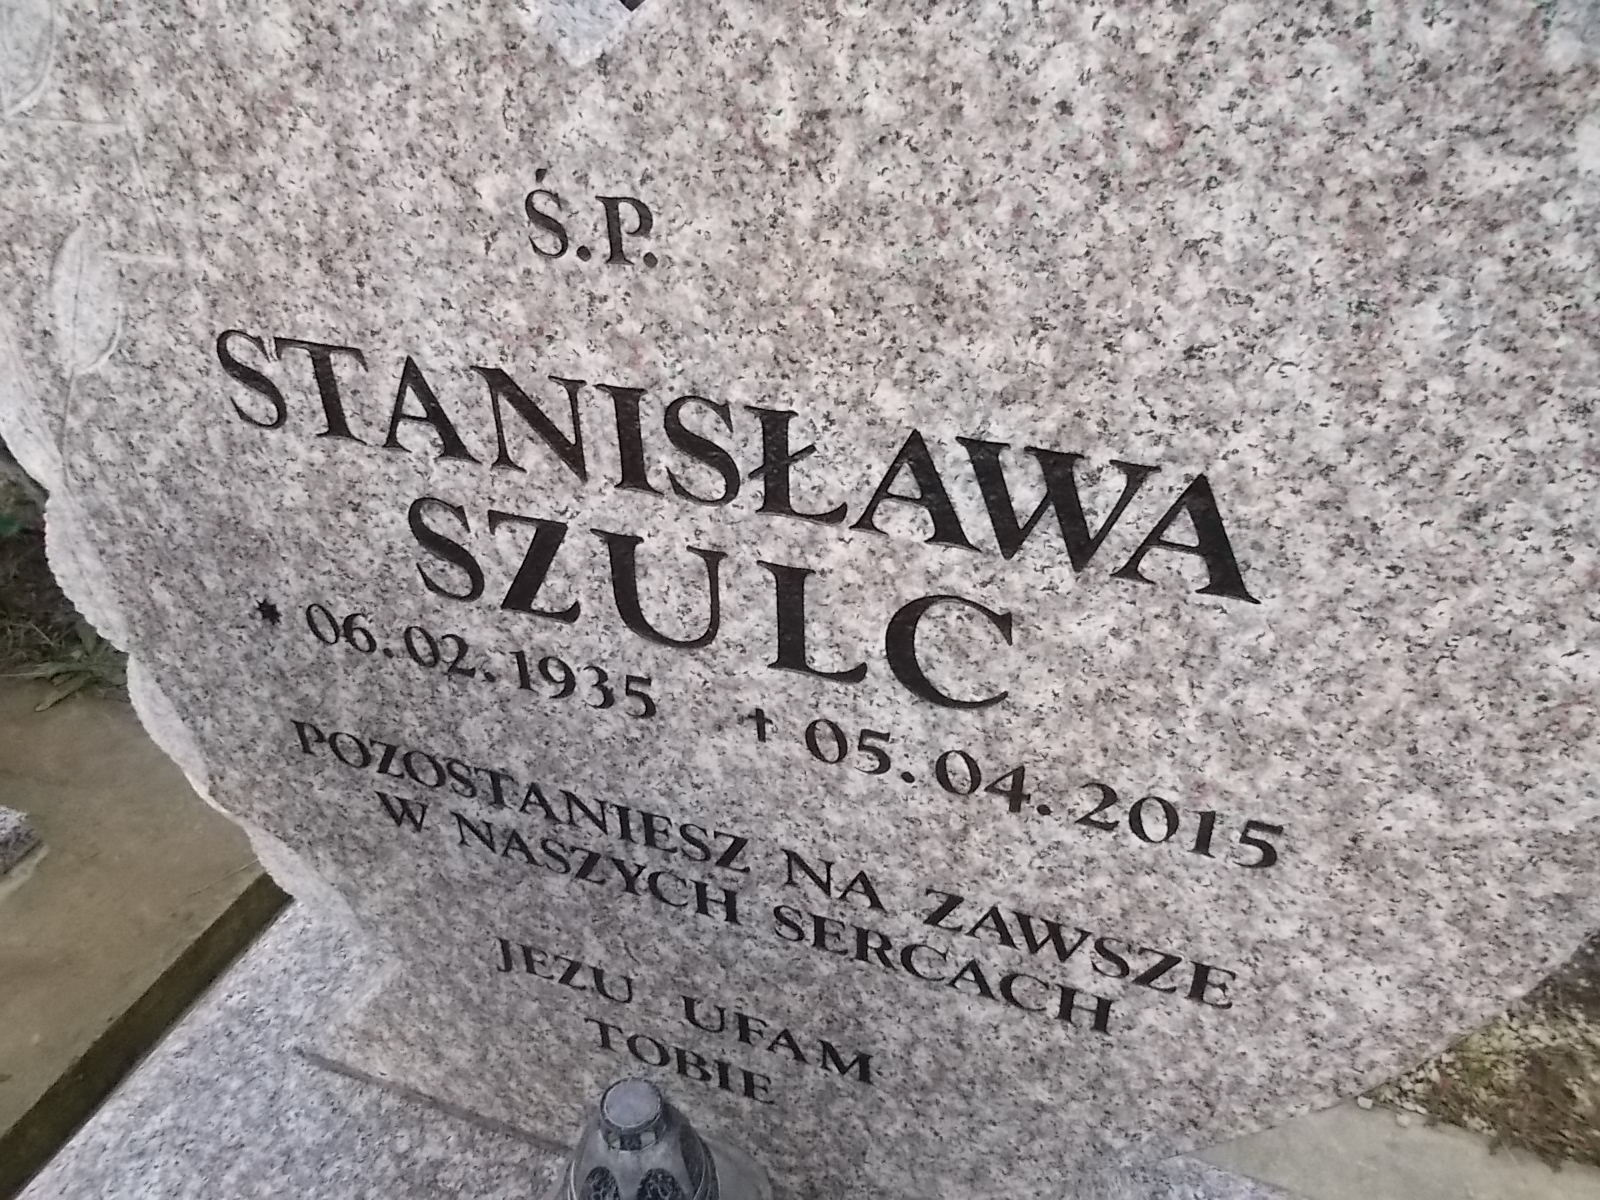 Ś.P.
STANISŁAWA
SZULC
* 06.02.1935 † 05.04.2015
POZOSTANIESZ NA ZAWSZE
W NASZYCH SERCACH
JEZU UFAM
TOBIE